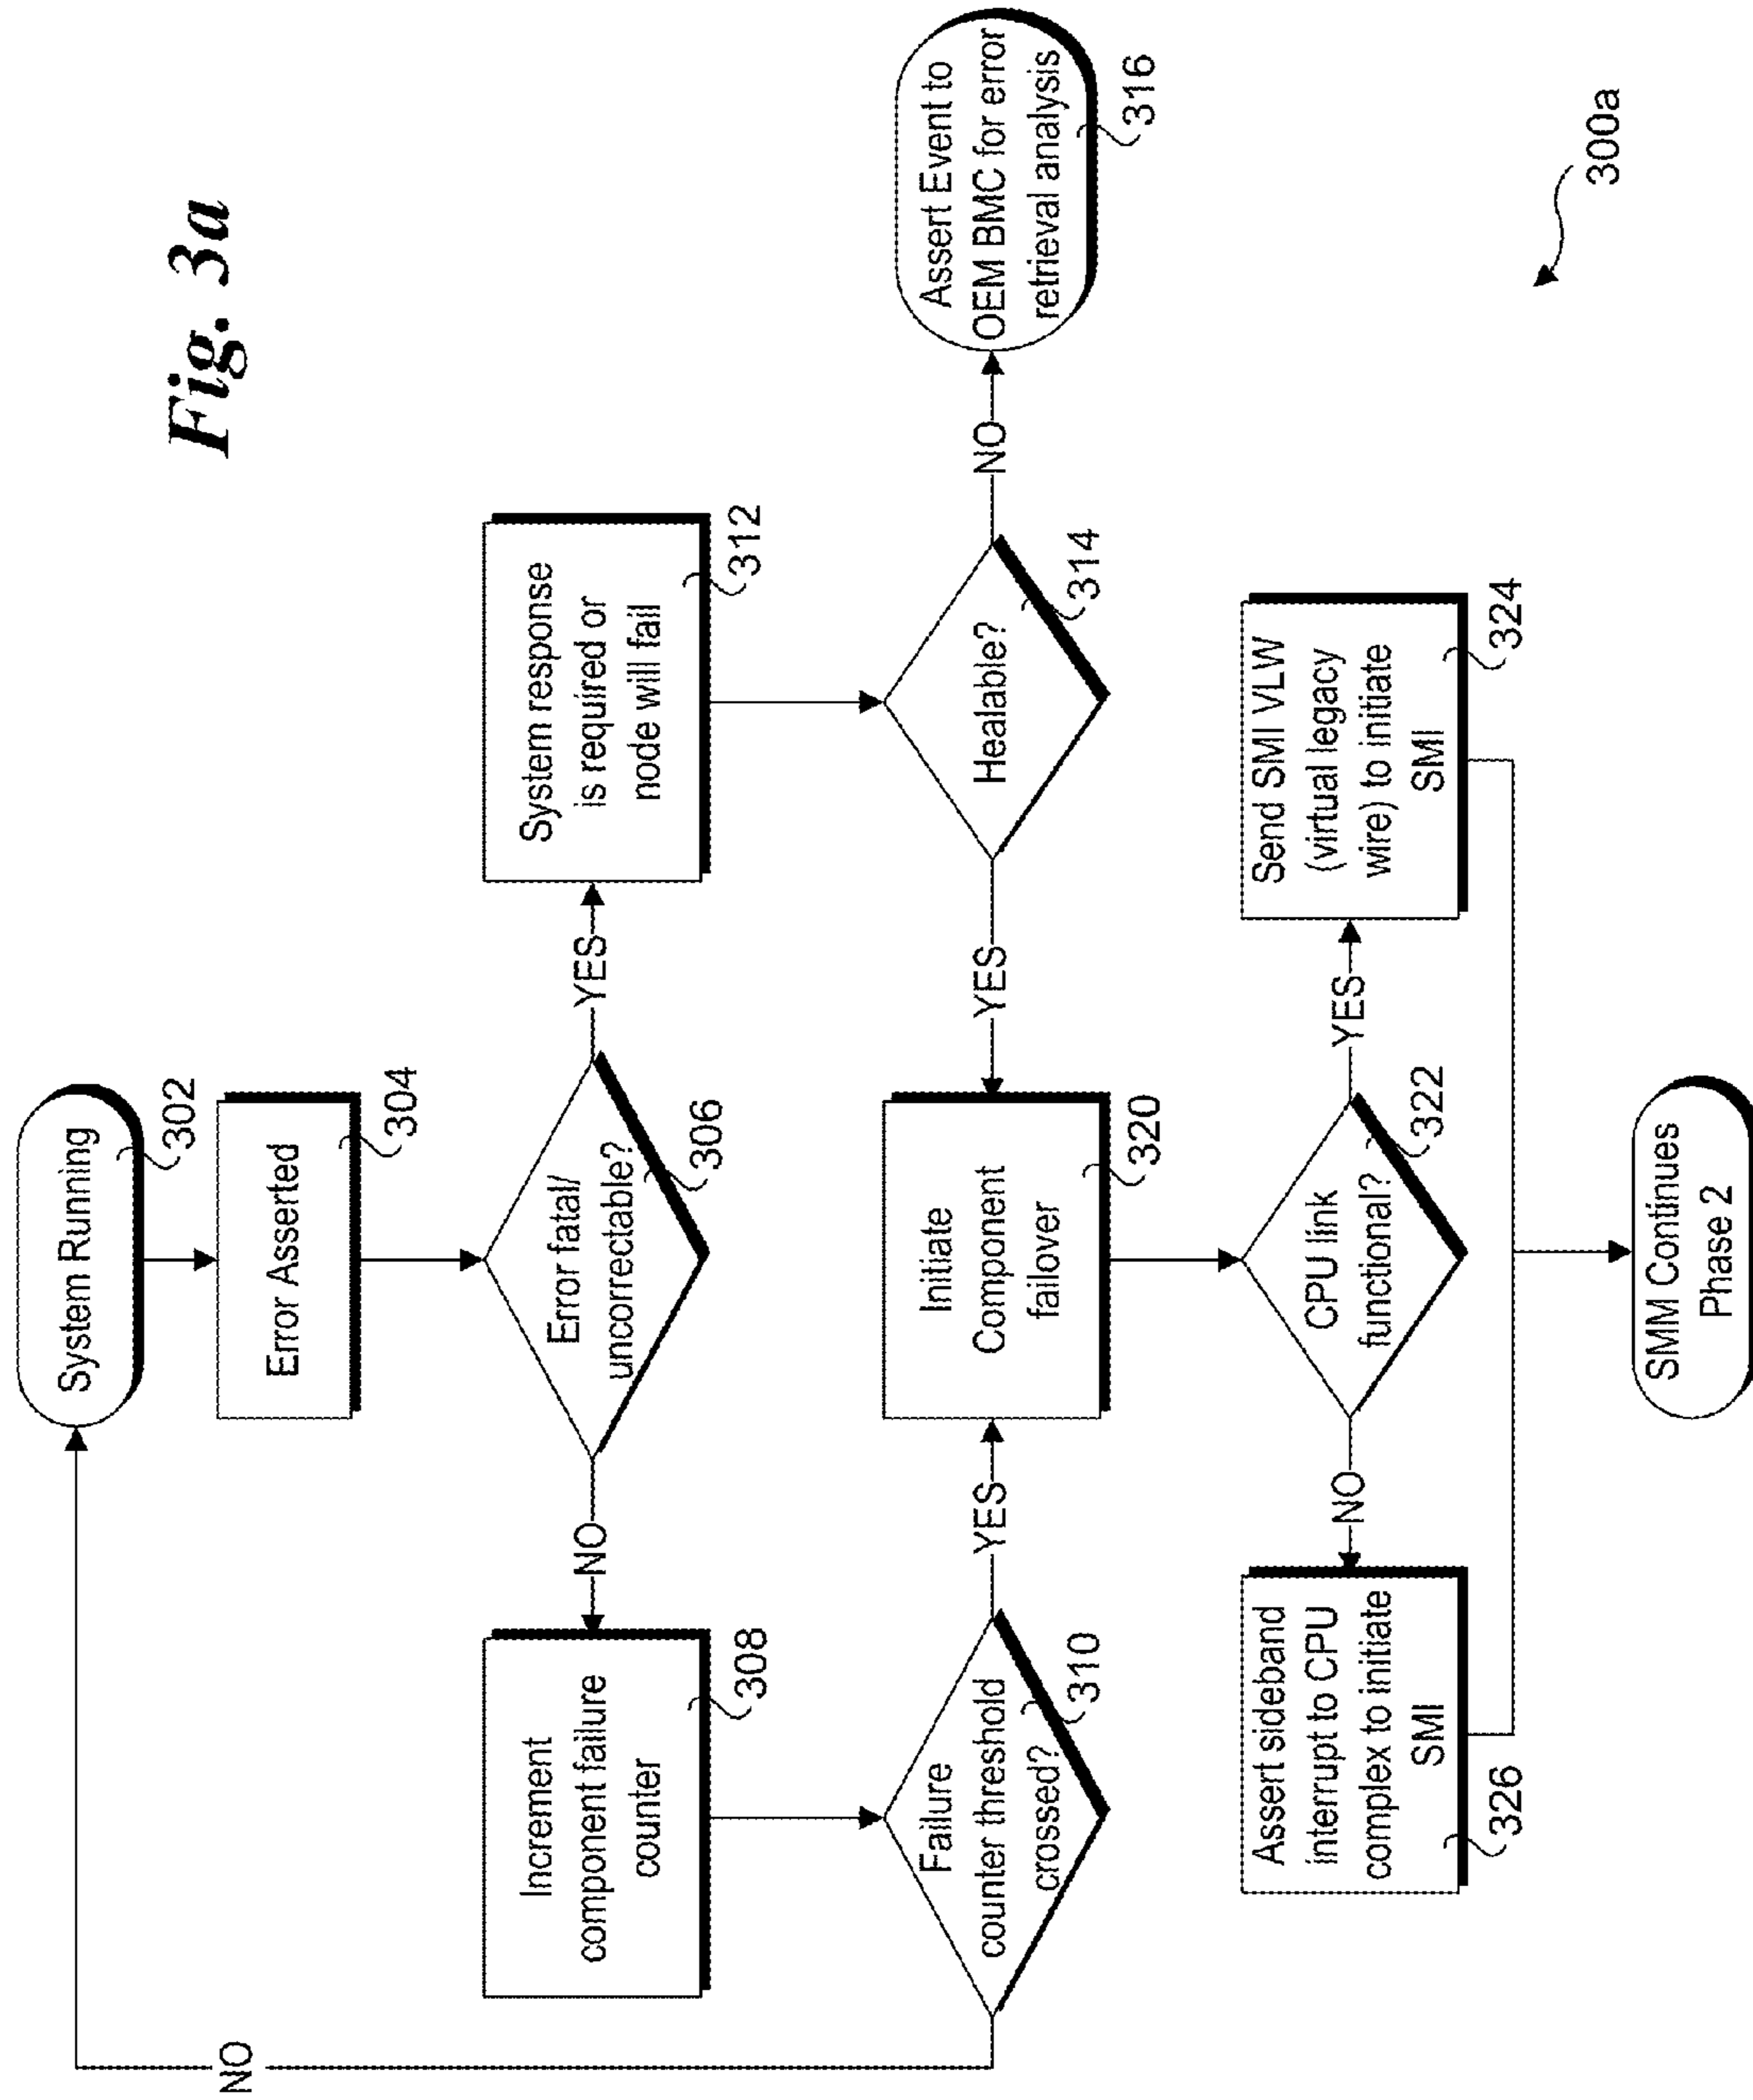 Fig. 3a
System Running
302
Error Asserted
304
Error fatal/
uncorrectable?
306
NO
YES
Increment
component failure
counter
308
System response
is required or
node will fail
312
Failure
counter threshold
crossed?
310
NO
YES
Initiate
Component
failover
320
YES
Healable?
314
NO
Assert Event to
OEM BMC for error
retrieval analysis
316
CPU link
functional?
322
NO
YES
Assert sideband
interrupt to CPU
complex to initiate
SMI
326
Send SMI VLW
(virtual legacy
wire) to initiate
SMI
324
SMM Continues
Phase 2
300a